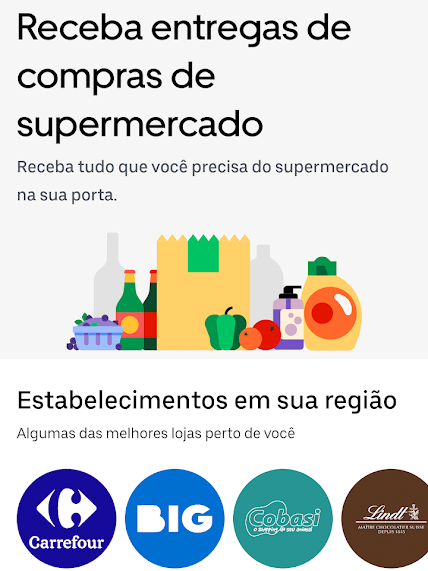 Receba entregas de
compras de
supermercado
Receba tudo que você precisa do supermercado
na sua porta.
Estabelecimentos em sua região
Algumas das melhores lojas perto de você
Carrefour
BIG
Cobasi
o shopping do seu animal
Lindt
MAÎTRE CHOCOLATIER SUISSE
DEPUIS 1845